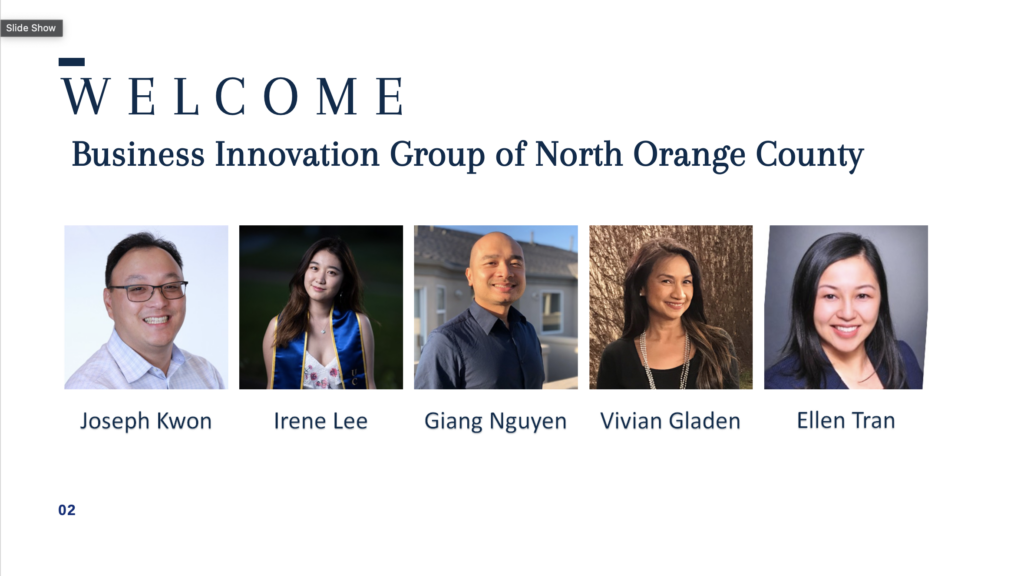 Slide Show
WELCOME
Business Innovation Group of North Orange County
Joseph Kwon Irene Lee Giang Nguyen Vivian Gladen Ellen Tran
02